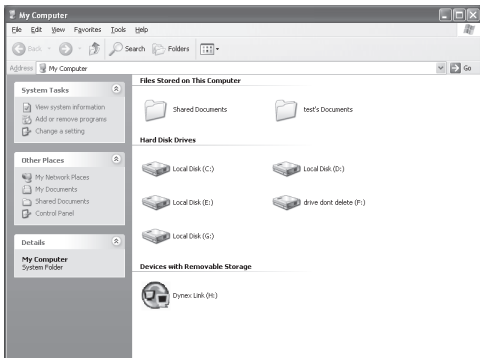 My Computer
File Edit View Favorites Tools Help
Back Search Folders
Address My Computer Go
System Tasks
View system information
Add or remove programs
Change a setting
Other Places
My Network Places
My Documents
Shared Documents
Control Panel
Details
My Computer
System Folder
Files Stored on This Computer
Shared Documents test's Documents
Hard Disk Drives
Local Disk (C:) Local Disk (D:)
Local Disk (E:) drive dont delete (F:)
Local Disk (G:)
Devices with Removable Storage
Dynex Link (H:)